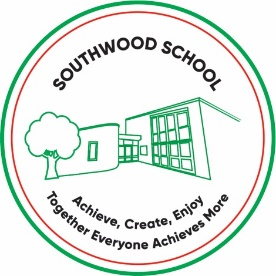 SOUTHWOOD SCHOOL
Achieve, Create, Enjoy
Together Everyone Achieves More